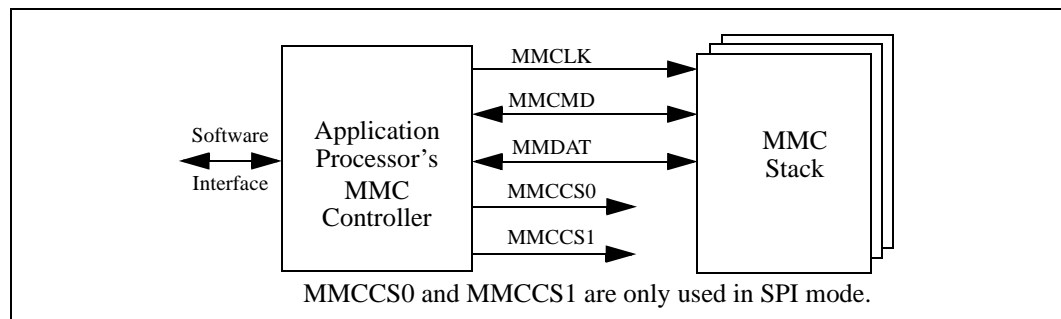 Software
Interface
Application
Processor's
MMC
Controller
MMCLK
MMCMD
MMDAT
MMCCS0
MMCCS1
MMC
Stack
MMCCS0 and MMCCS1 are only used in SPI mode.